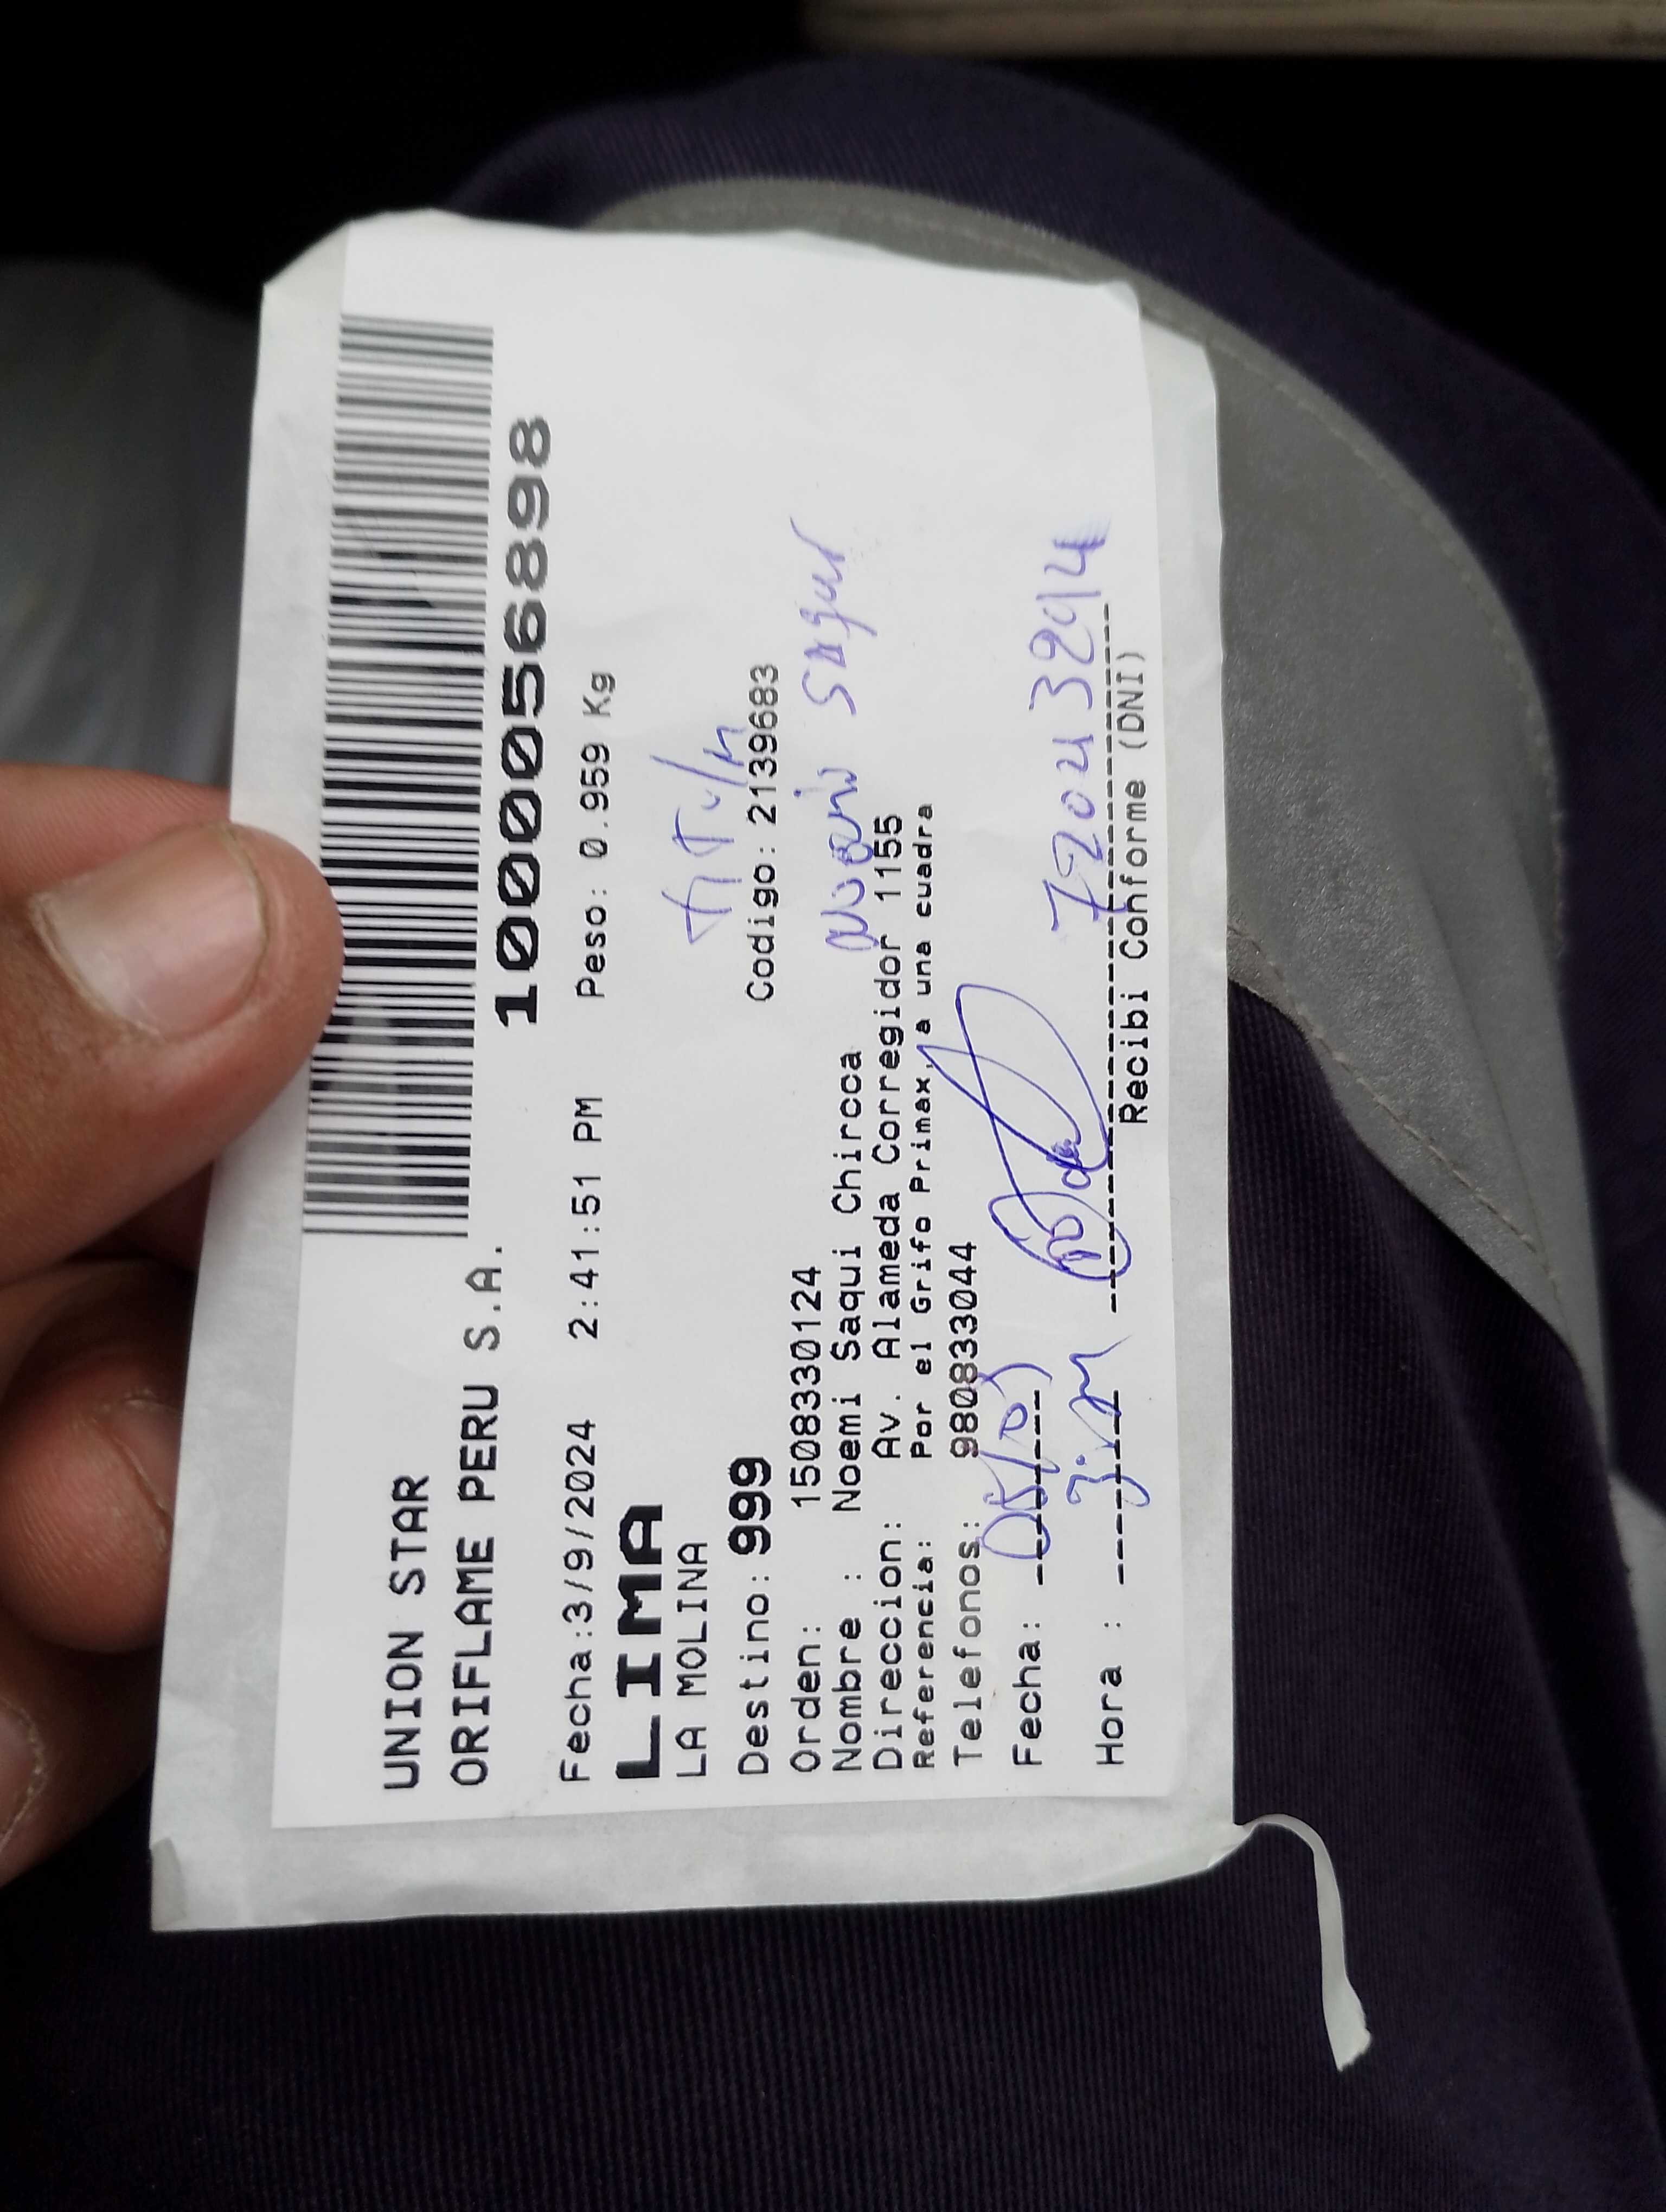 UNION STAR
ORIFLAME PERU S.A.
100056898
Fecha:3/9/2024 2:41:51 PM Peso: 0.959 Kg
LIMA
LA MOLINA
Destino: 999
Codigo: 2139683
Orden: 15083330124
Nombre : Noemi Saqui Chircca
Direccion: Av. Alameda Corregidor 1155
Referencia: Por el Grifo Primax, a una cuadra
Telefonos: 980833044
Fecha:
Hora :
Recibi Conforme (DNI)